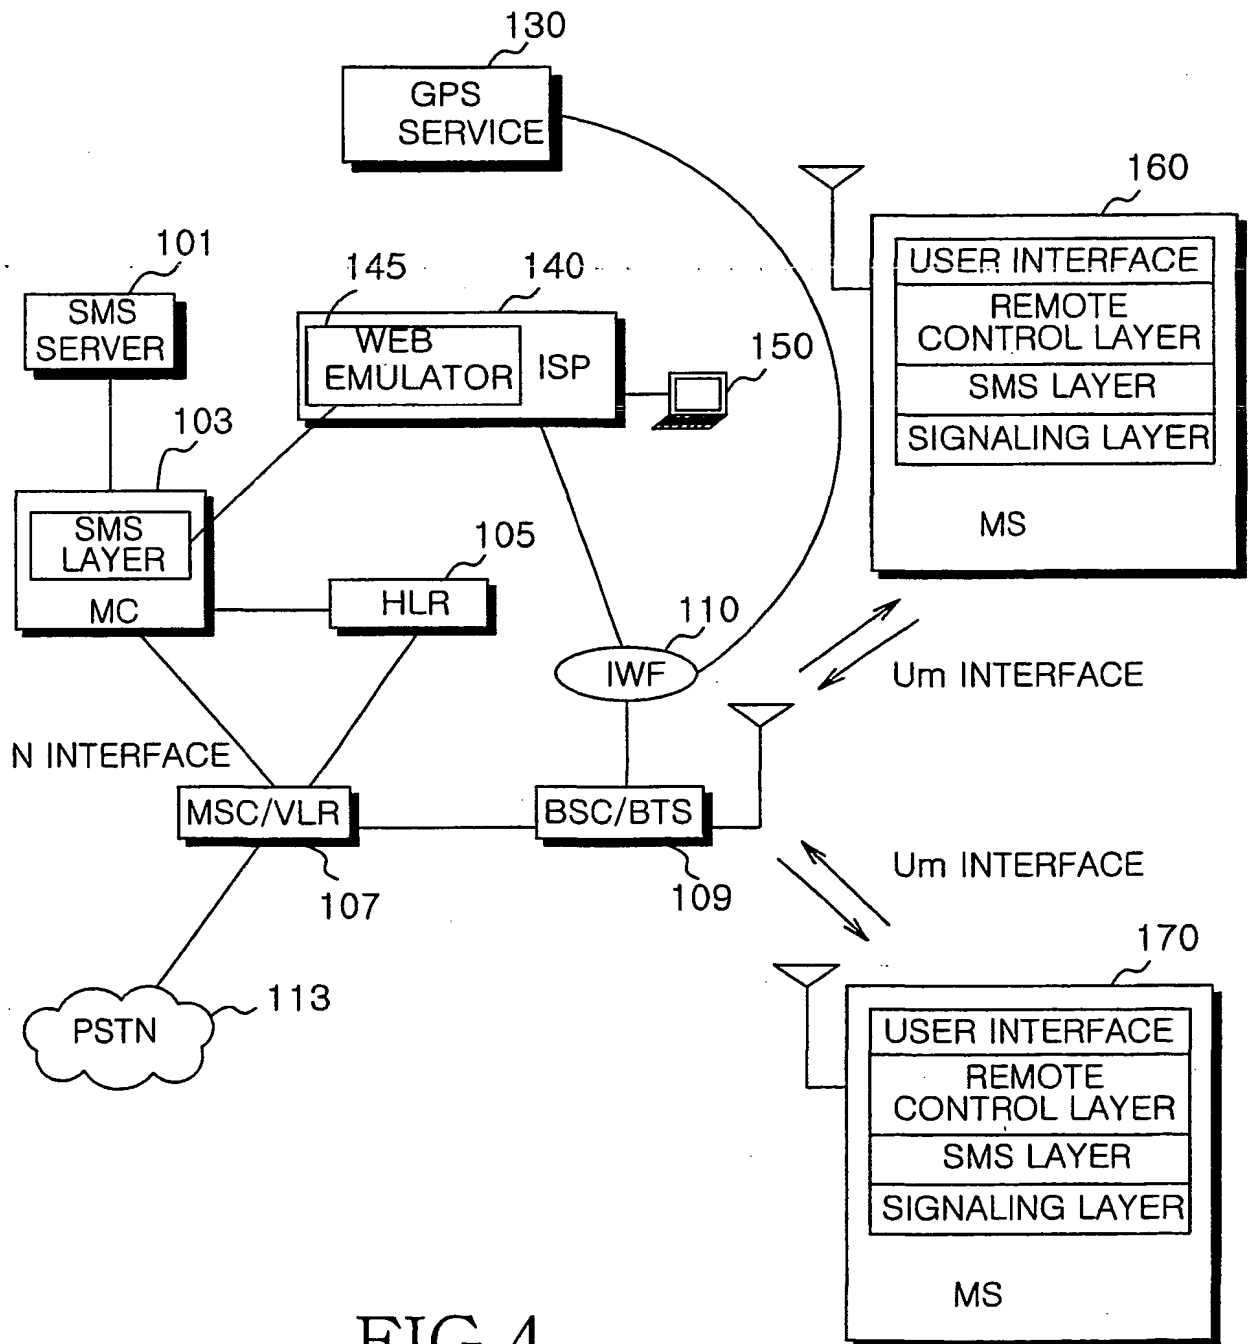 130
GPS
SERVICE
160
USER INTERFACE
REMOTE
CONTROL LAYER
SMS LAYER
SIGNALING LAYER
MS
101
SMS
SERVER
145
140
WEB
EMULATOR
ISP
150
103
SMS
LAYER
MC
105
HLR
110
IWF
Um INTERFACE
N INTERFACE
MSC/VLR
107
BSC/BTS
109
Um INTERFACE
113
PSTN
170
USER INTERFACE
REMOTE
CONTROL LAYER
SMS LAYER
SIGNALING LAYER
MS
FIG.4